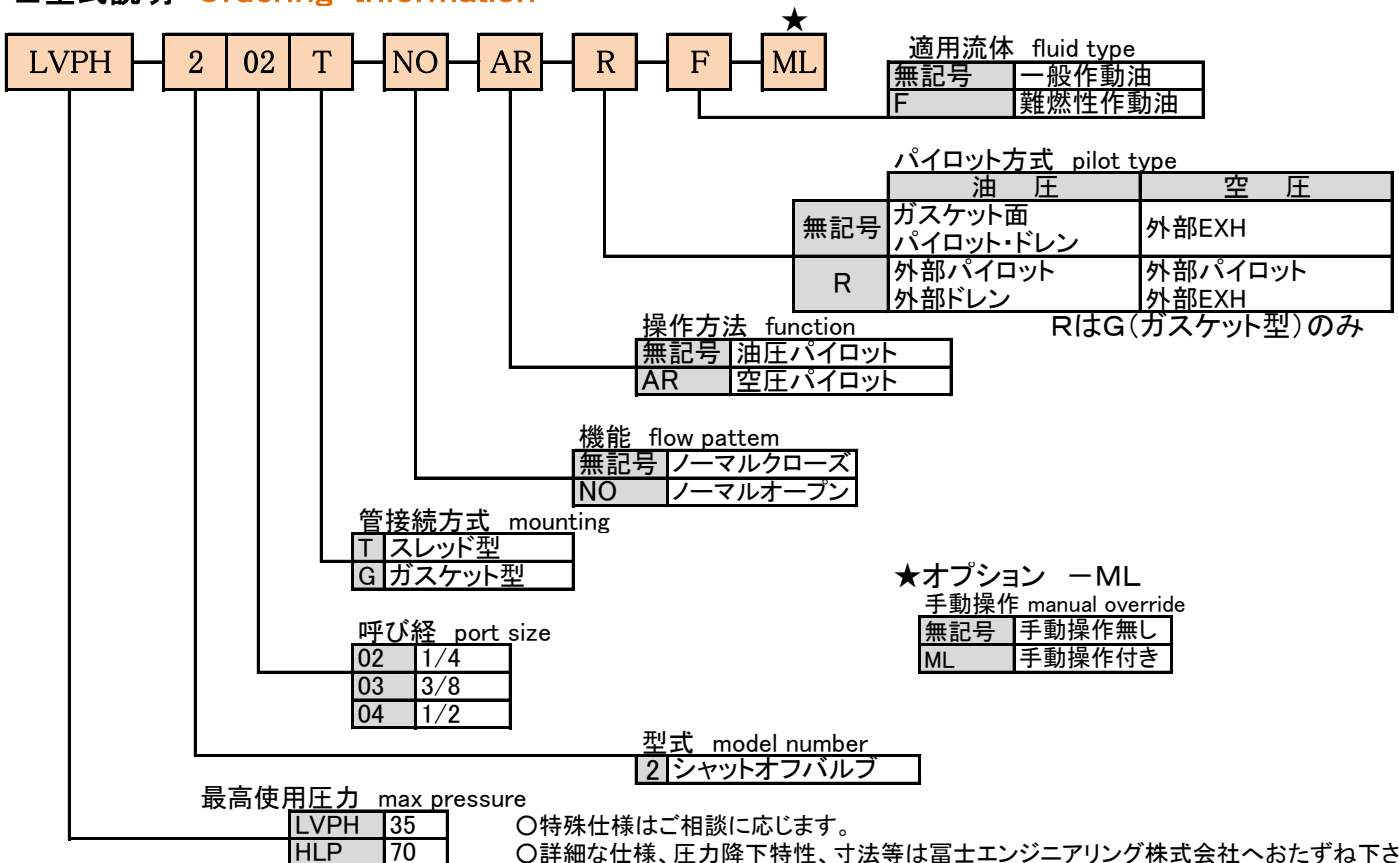 ■型式説明 Ordering Information
★
LVPH 2 02 T NO AR R F ML
適用流体 fluid type
無記号 一般作動油
F 難燃性作動油
パイロット方式 pilot type
油 圧 空 圧
無記号 ガスケット面 パイロット・ドレン 外部EXH
R 外部パイロット 外部ドレン 外部パイロット 外部EXH
RはG(ガスケット型)のみ
操作方法 function
無記号 油圧パイロット
AR 空圧パイロット
機能 flow pattem
無記号 ノーマルクローズ
NO ノーマルオープン
管接続方式 mounting
T スレッド型
G ガスケット型
★オプション －ML
手動操作 manual override
無記号 手動操作無し
ML 手動操作付き
呼び経 port size
02 1/4
03 3/8
04 1/2
型式 model number
2 シャットオフバルブ
最高使用圧力 max pressure
LVPH 35
HLP 70
○特殊仕様はご相談に応じます。
○詳細な仕様、圧力降下特性、寸法等は冨士エンジニアリング株式会社へおたずね下さ